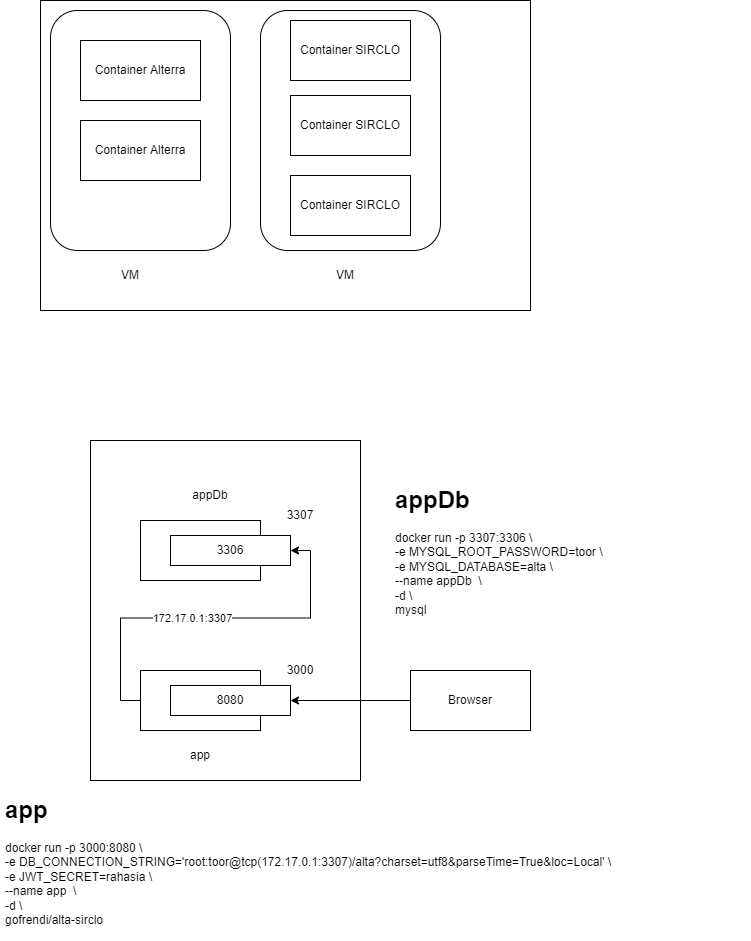 Container Alterra
Container Alterra
VM
Container SIRCLO
Container SIRCLO
Container SIRCLO
VM
appDb
3307
3306
172.17.0.1:3307
3000
8080
app
Browser
appDb
docker run -p 3307:3306 \
-e MYSQL_ROOT_PASSWORD=toor \
-e MYSQL_DATABASE=alta \
--name appDb  \
-d \
mysql
app
docker run -p 3000:8080 \
-e DB_CONNECTION_STRING='root:toor@tcp(172.17.0.1:3307)/alta?charset=utf8&parseTime=True&loc=Local' \
-e JWT_SECRET=rahasia \
--name app  \
-d \
gofrendi/alta-sirclo